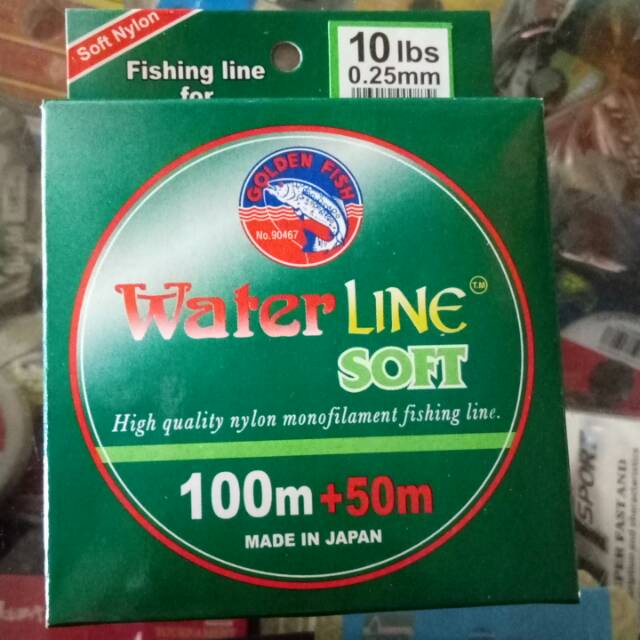 Soft Nylon
Fishing line
for
10 lbs
0.25mm
GOLDEN FISH
No.90467
Water LINE TM
SOFT
High quality nylon monofilament fishing line.
100m +50m
MADE IN JAPAN
SPORT